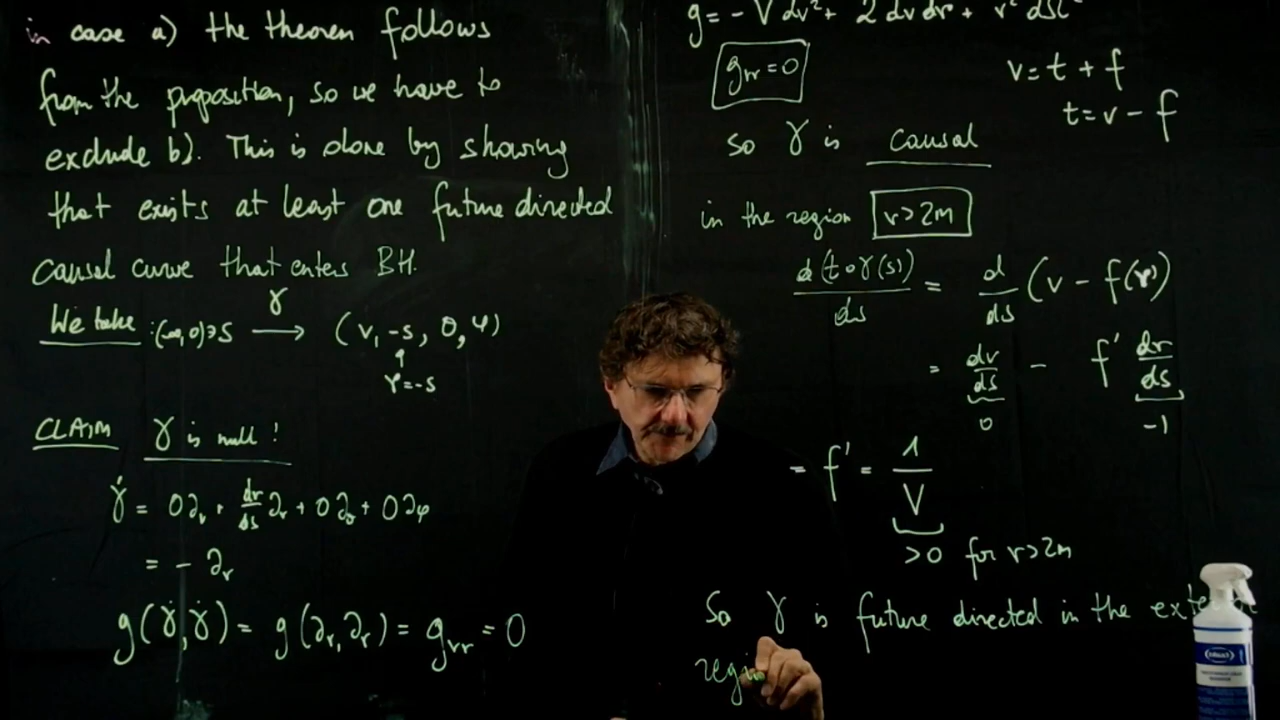 in case a) the theorem follows
from the proposition, so we have to
exclude b). This is done by showing
that exists at least one future directed
causal curve that enters BH.
We take : (-∞,0)∋s ⟶γ (v, -s, θ, φ)
r=-s
CLAIM γ is null !
γ̇ = 0∂ᵥ + dr/ds ∂ᵣ + 0∂_θ + 0∂_φ
= - ∂ᵣ
g(γ̇,γ̇) = g(∂ᵣ,∂ᵣ) = gᵣᵣ = 0
g = - V dv² + 2 dv dr + r² dΩ²
gᵣᵣ = 0
v = t + f
t = v - f
so γ is causal
in the region r>2m
d(t∘γ(s))/ds = d/ds (v - f(r))
= dv/ds - f' dr/ds
0 -1
= f' = 1/V
>0 for r>2m
So γ is future directed in the exte
regi